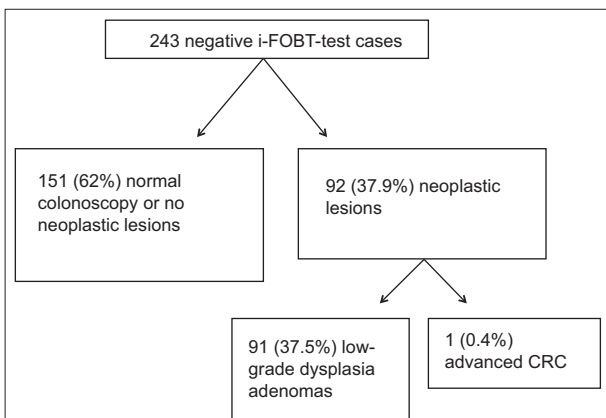 243 negative i-FOBT-test cases
151 (62%) normal
colonoscopy or no
neoplastic lesions
92 (37.9%) neoplastic
lesions
91 (37.5%) low-
grade dysplasia
adenomas
1 (0.4%)
advanced CRC